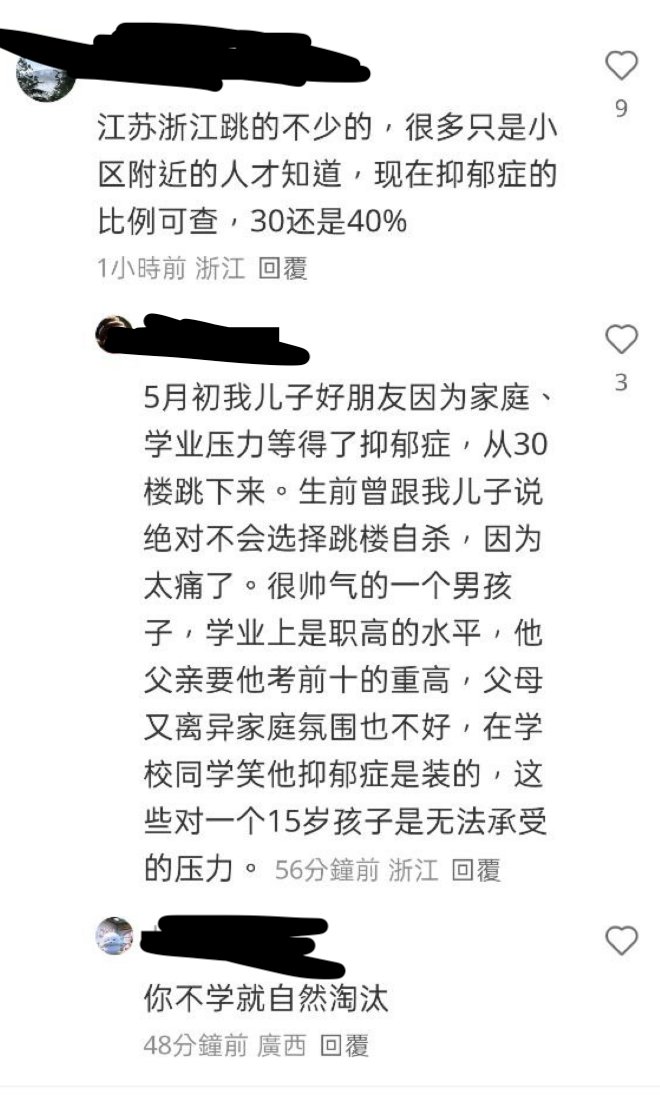 9
江苏浙江跳的不少的，很多只是小
区附近的人才知道，现在抑郁症的
比例可查，30还是40%
1小時前 浙江 回覆
3
5月初我儿子好朋友因为家庭、
学业压力等得了抑郁症，从30
楼跳下来。生前曾跟我儿子说
绝对不会选择跳楼自杀，因为
太痛了。很帅气的一个男孩
子，学业上是职高的水平，他
父亲要他考前十的重高，父母
又离异家庭氛围也不好，在学
校同学笑他抑郁症是装的，这
些对一个15岁孩子是无法承受
的压力。 56分鐘前 浙江 回覆
你不学就自然淘汰
48分鐘前 廣西 回覆